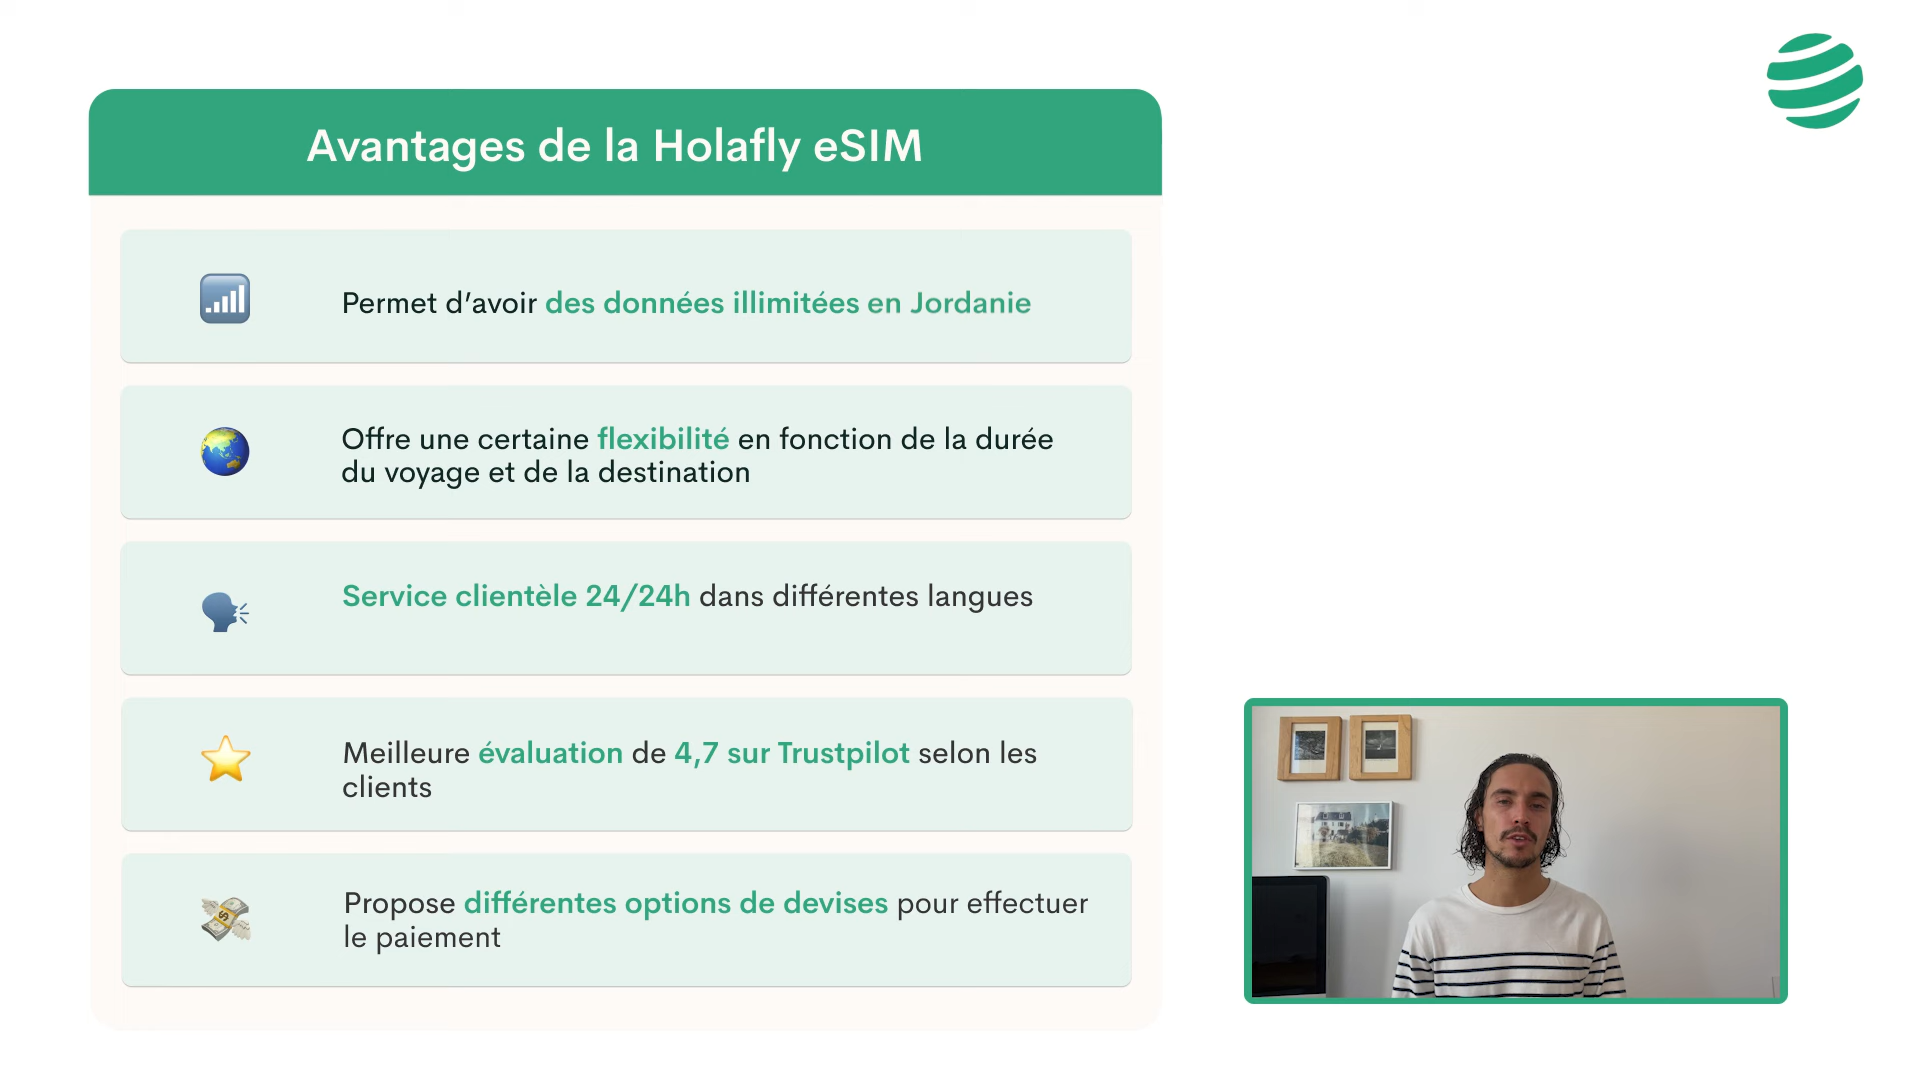 Avantages de la Holafly eSIM
Permet d’avoir des données illimitées en Jordanie
Offre une certaine flexibilité en fonction de la durée
du voyage et de la destination
Service clientèle 24/24h dans différentes langues
Meilleure évaluation de 4,7 sur Trustpilot selon les
clients
Propose différentes options de devises pour effectuer
le paiement